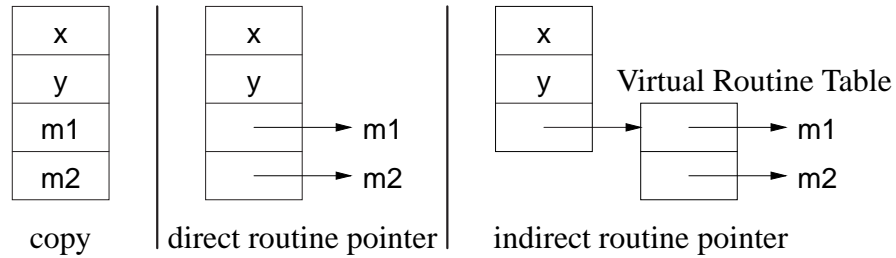 x
y
m1
m2
copy
x
y
m1
m2
direct routine pointer
x
y
Virtual Routine Table
m1
m2
indirect routine pointer